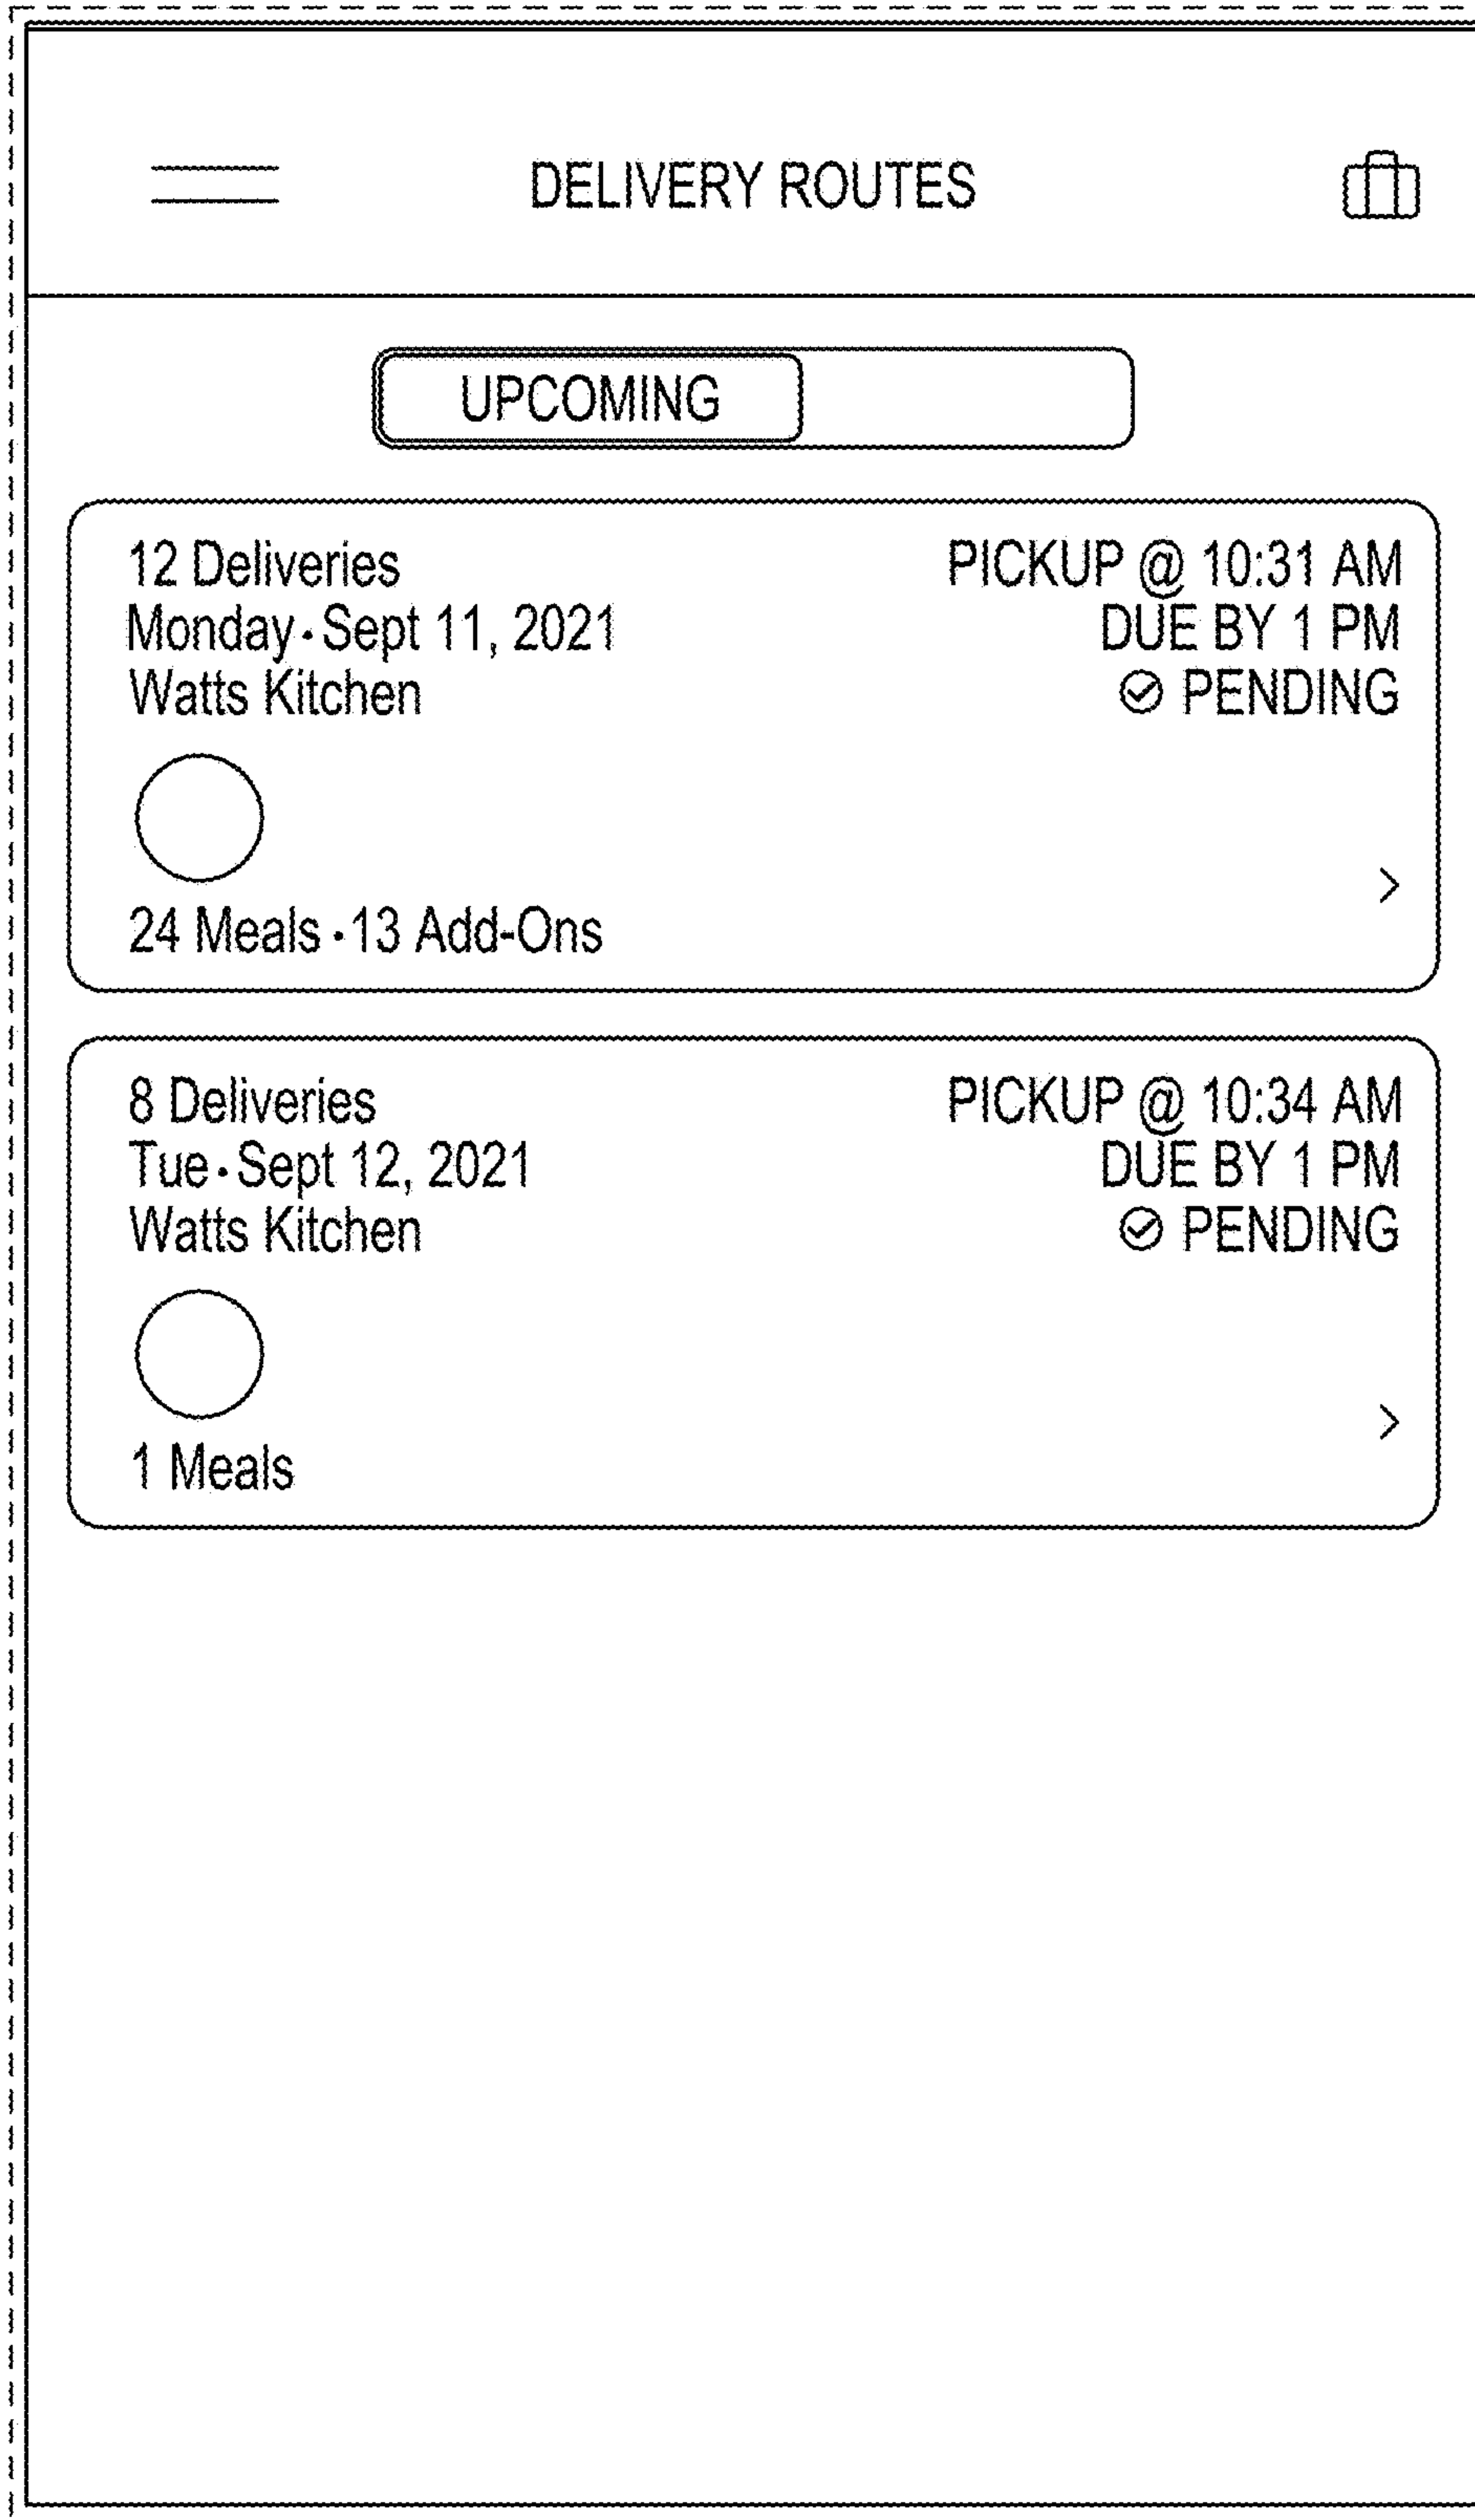 DELIVERY ROUTES
UPCOMING
12 Deliveries
Monday · Sept 11, 2021
Watts Kitchen
PICKUP @ 10:31 AM
DUE BY 1 PM
PENDING
24 Meals · 13 Add-Ons
8 Deliveries
Tue · Sept 12, 2021
Watts Kitchen
PICKUP @ 10:34 AM
DUE BY 1 PM
PENDING
1 Meals